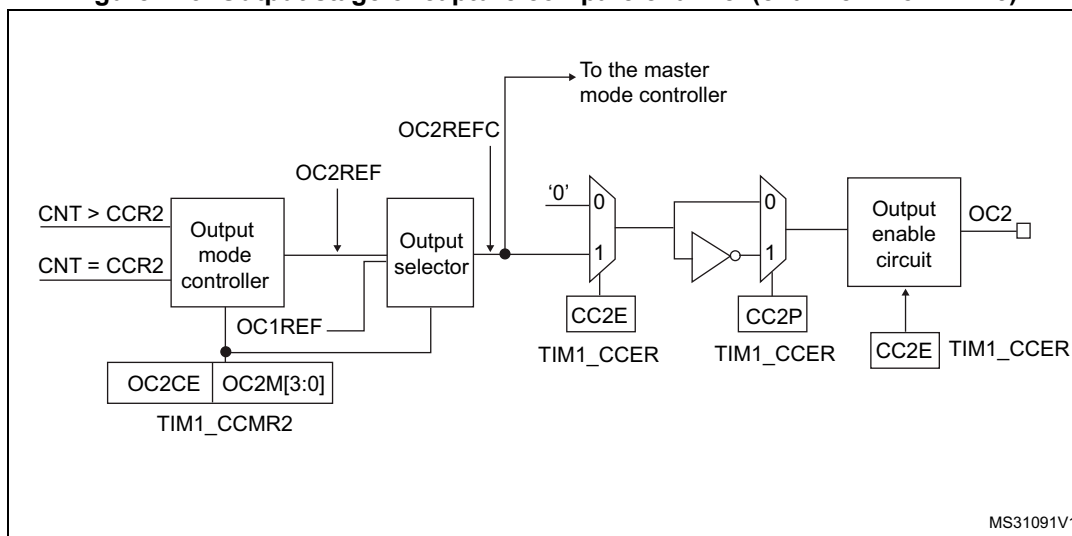 To the master
mode controller
OC2REFC
OC2REF
'0'
0
1
0
1
CNT > CCR2
CNT = CCR2
Output
mode
controller
Output
selector
Output
enable
circuit
OC2
OC1REF
CC2E
TIM1_CCER
CC2P
TIM1_CCER
CC2E
TIM1_CCER
OC2CE
OC2M[3:0]
TIM1_CCMR2
MS31091V1